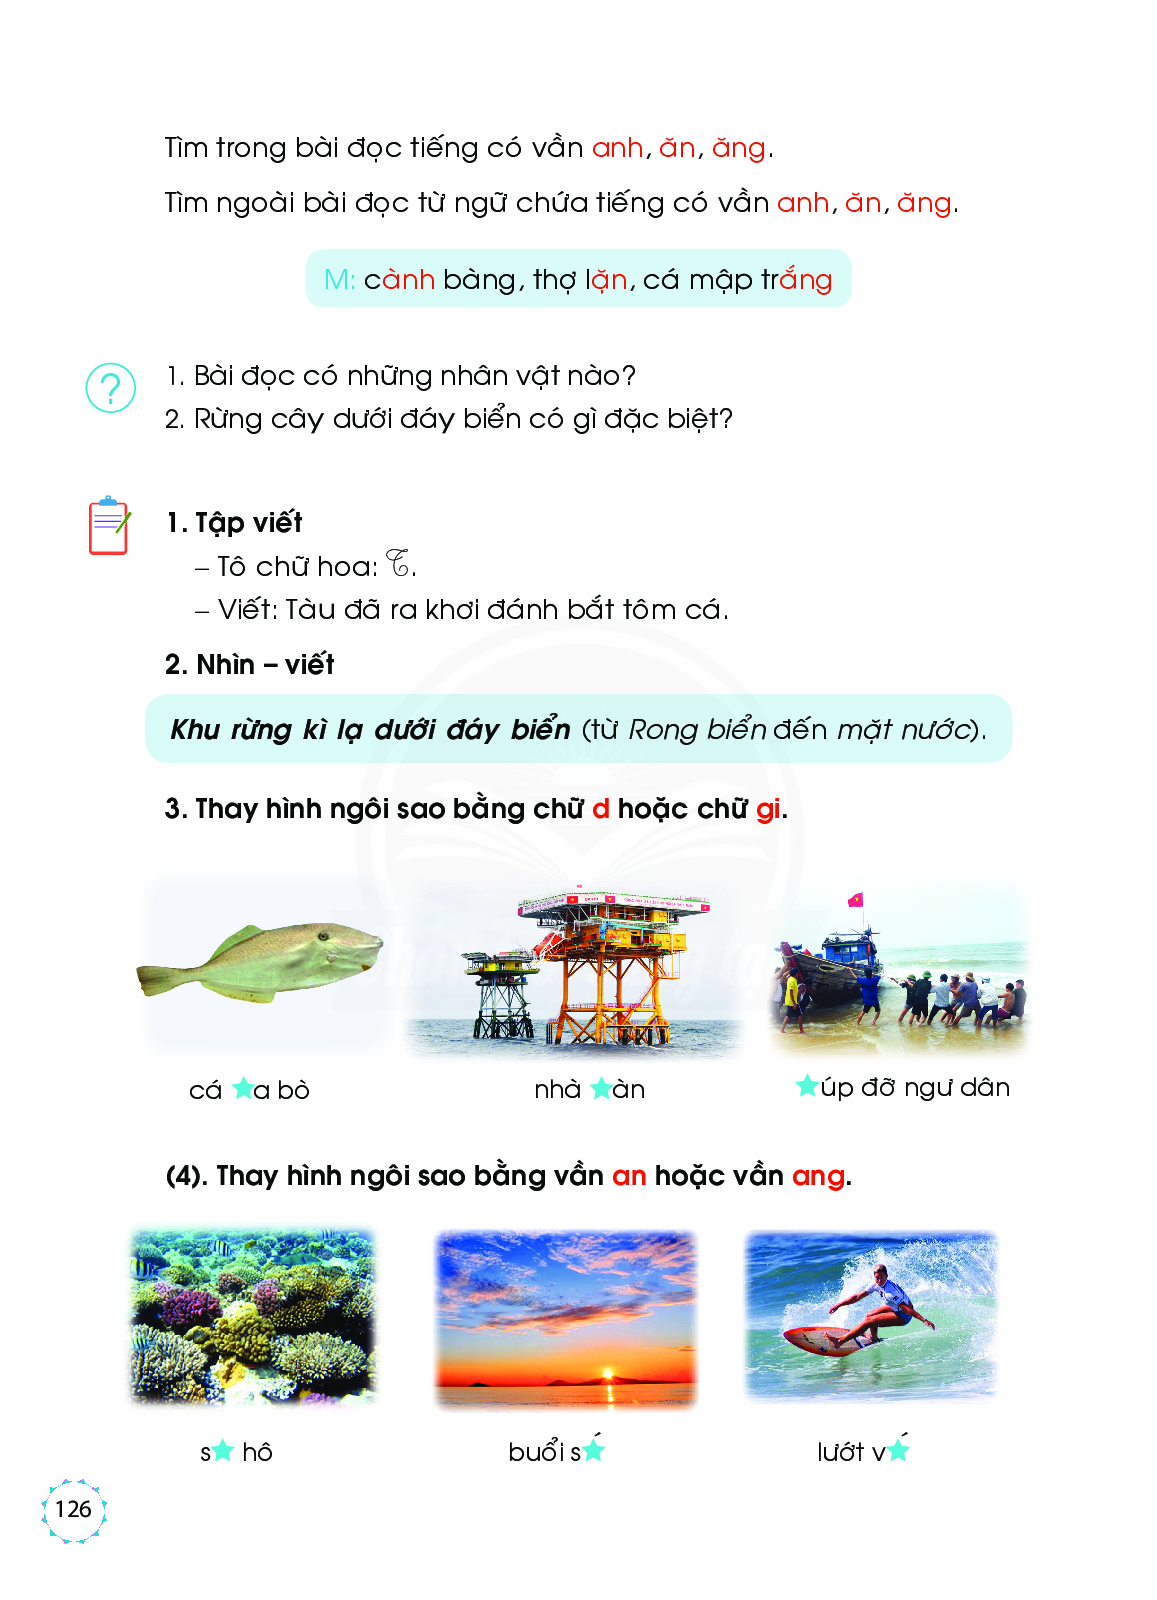 Tìm trong bài đọc tiếng có vần anh, ăn, ăng.
Tìm ngoài bài đọc từ ngữ chứa tiếng có vần anh, ăn, ăng.
M: cành bàng, thợ lặn, cá mập trắng
?
1. Bài đọc có những nhân vật nào?
2. Rừng cây dưới đáy biển có gì đặc biệt?
1. Tập viết
– Tô chữ hoa: T.
– Viết: Tàu đã ra khơi đánh bắt tôm cá.
2. Nhìn – viết
Khu rừng kì lạ dưới đáy biển (từ Rong biển đến mặt nước).
3. Thay hình ngôi sao bằng chữ d hoặc chữ gi.
cá ★a bò
nhà ★àn
★úp đỡ ngư dân
(4). Thay hình ngôi sao bằng vần an hoặc vần ang.
s★ hô
buổi s★́
lướt v★́
126